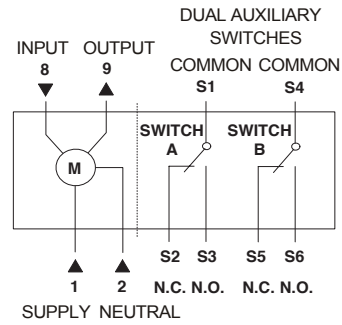 DUAL AUXILIARY
SWITCHES
INPUT OUTPUT
8 9
COMMON COMMON
S1 S4
SWITCH A
SWITCH B
M
S2 S3 S5 S6
1 2
N.C. N.O. N.C. N.O.
SUPPLY NEUTRAL